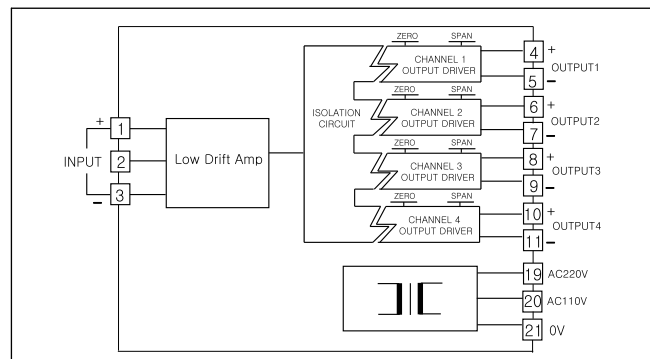 ZERO SPAN
CHANNEL 1
OUTPUT DRIVER
4 +
5 −
OUTPUT1
ZERO SPAN
CHANNEL 2
OUTPUT DRIVER
6 +
7 −
OUTPUT2
ISOLATION
CIRCUIT
ZERO SPAN
CHANNEL 3
OUTPUT DRIVER
8 +
9 −
OUTPUT3
ZERO SPAN
CHANNEL 4
OUTPUT DRIVER
10 +
11 −
OUTPUT4
+ 1
INPUT 2
− 3
Low Drift Amp
19 AC220V
20 AC110V
21 0V